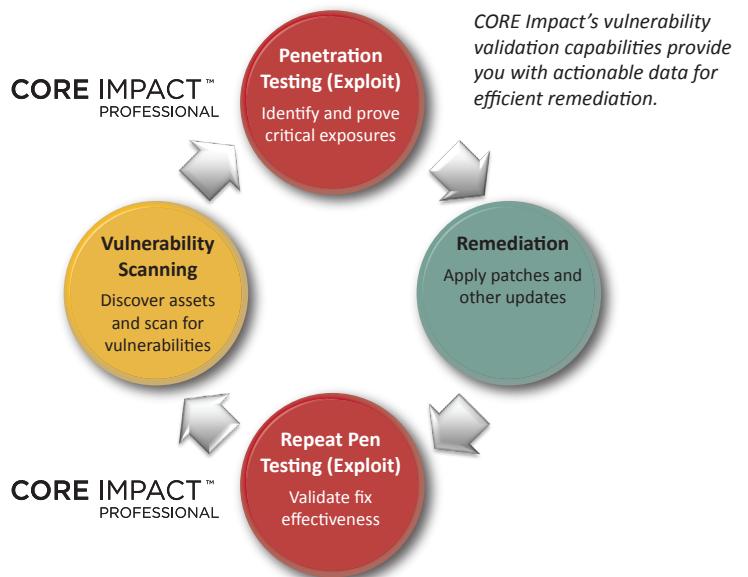 CORE Impact's vulnerability
validation capabilities provide
you with actionable data for
efficient remediation.
CORE IMPACT™
PROFESSIONAL
Penetration
Testing (Exploit)
Identify and prove
critical exposures
Vulnerability
Scanning
Discover assets
and scan for
vulnerabilities
Remediation
Apply patches and
other updates
Repeat Pen
Testing (Exploit)
Validate fix
effectiveness
CORE IMPACT™
PROFESSIONAL